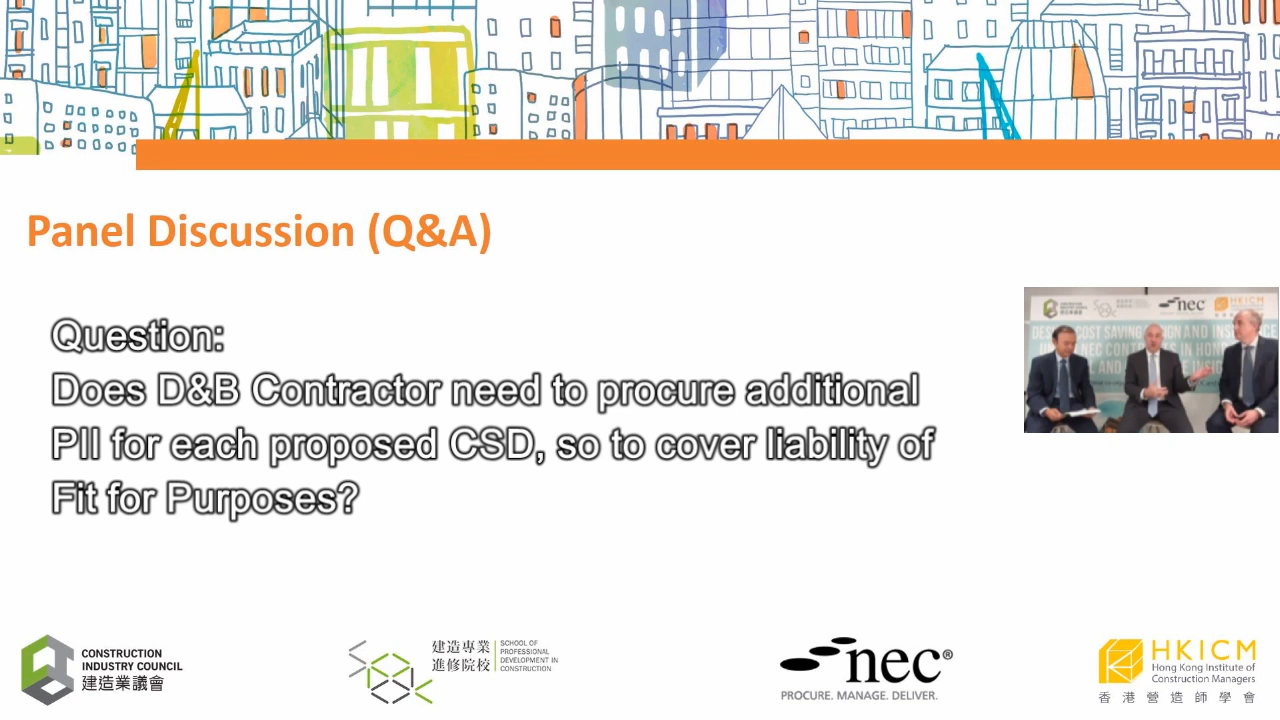 Panel Discussion (Q&A)
Question:
Does D&B Contractor need to procure additional
PII for each proposed CSD, so to cover liability of
Fit for Purposes?
nec HKICM
CONSTRUCTION
INDUSTRY COUNCIL
建造業議會
建造專業
進修院校
SCHOOL OF
PROFESSIONAL
DEVELOPMENT IN
CONSTRUCTION
nec®
PROCURE. MANAGE. DELIVER.
HKICM
Hong Kong Institute of
Construction Managers
香港營造師學會